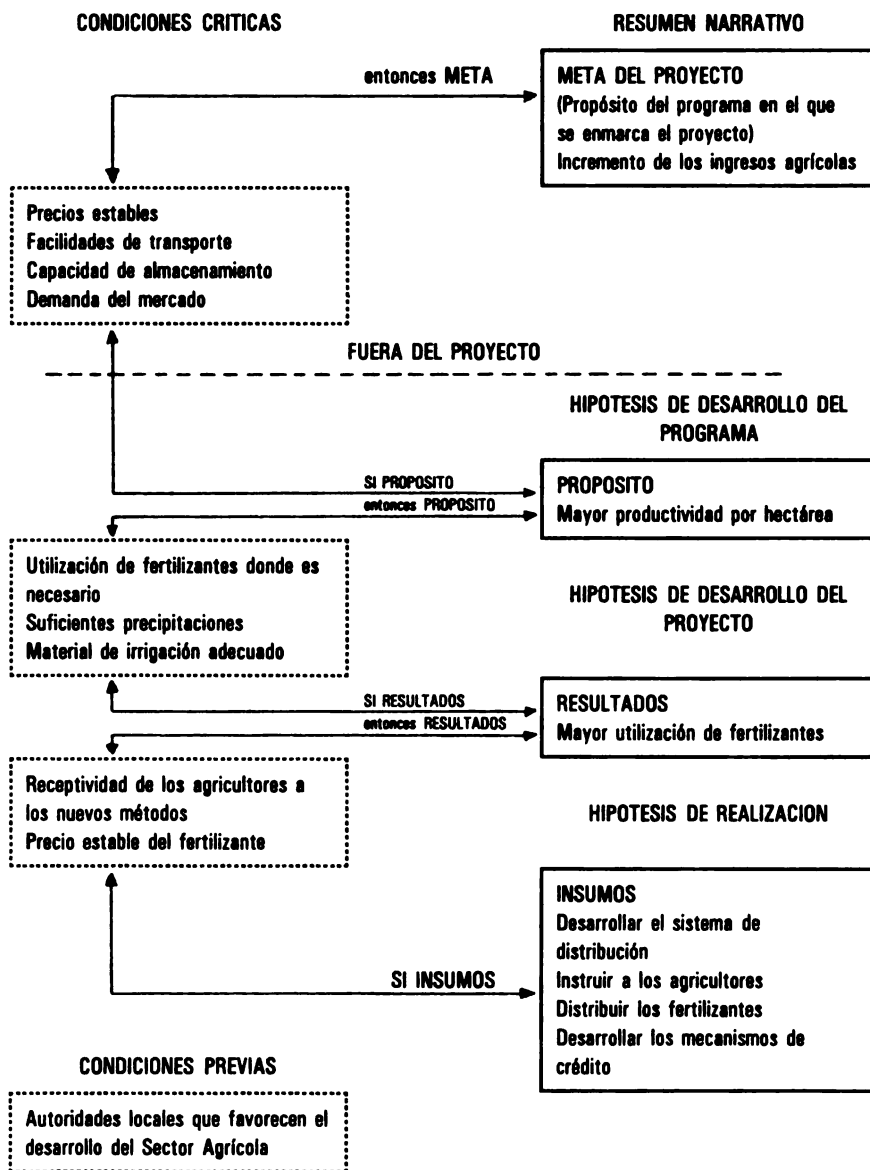 CONDICIONES CRITICAS
RESUMEN NARRATIVO
entonces META
META DEL PROYECTO
(Propósito del programa en el que
se enmarca el proyecto)
Incremento de los ingresos agrícolas
Precios estables
Facilidades de transporte
Capacidad de almacenamiento
Demanda del mercado
FUERA DEL PROYECTO
HIPOTESIS DE DESARROLLO DEL
PROGRAMA
SI PROPOSITO
entonces PROPOSITO
PROPOSITO
Mayor productividad por hectárea
Utilización de fertilizantes donde es
necesario
Suficientes precipitaciones
Material de irrigación adecuado
HIPOTESIS DE DESARROLLO DEL
PROYECTO
SI RESULTADOS
entonces RESULTADOS
RESULTADOS
Mayor utilización de fertilizantes
Receptividad de los agricultores a
los nuevos métodos
Precio estable del fertilizante
HIPOTESIS DE REALIZACION
SI INSUMOS
INSUMOS
Desarrollar el sistema de
distribución
Instruir a los agricultores
Distribuir los fertilizantes
Desarrollar los mecanismos de
crédito
CONDICIONES PREVIAS
Autoridades locales que favorecen el
desarrollo del Sector Agrícola